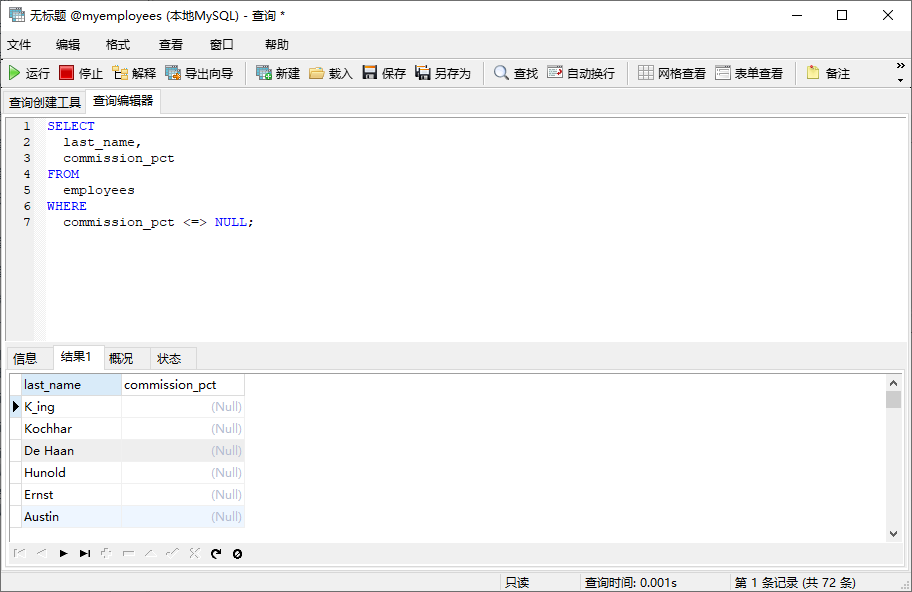 无标题 @myemployees (本地MySQL) - 查询 *
文件 编辑 格式 查看 窗口 帮助
运行 停止 解释 导出向导 新建 载入 保存 另存为 查找 自动换行 网格查看 表单查看 备注 »
查询创建工具 查询编辑器
1 SELECT
2 last_name,
3 commission_pct
4 FROM
5 employees
6 WHERE
7 commission_pct <=> NULL;
信息 结果1 概况 状态
last_name commission_pct
K_ing (Null)
Kochhar (Null)
De Haan (Null)
Hunold (Null)
Ernst (Null)
Austin (Null)
只读 查询时间: 0.001s 第 1 条记录 (共 72 条)